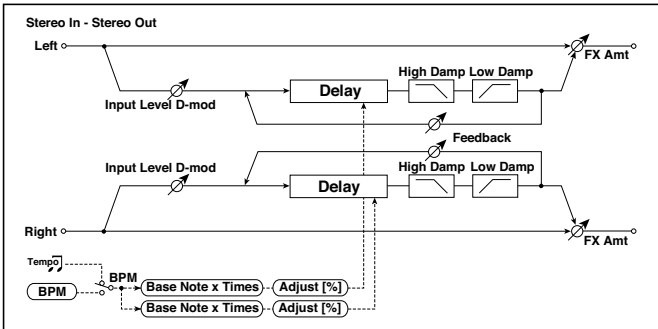 Stereo In - Stereo Out
Left
FX Amt
High Damp
Low Damp
Delay
Input Level D-mod
Feedback
Input Level D-mod
High Damp
Low Damp
Delay
Right
FX Amt
Tempo
BPM
BPM
Base Note x Times
Adjust [%]
Base Note x Times
Adjust [%]